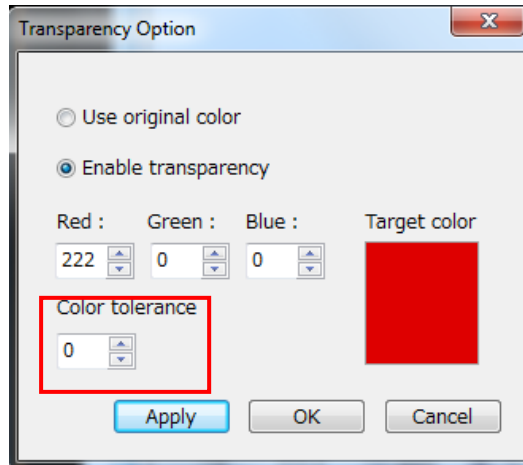 Transparency Option
Use original color
Enable transparency
Red : Green : Blue : Target color
222 0 0
Color tolerance
0
Apply OK Cancel